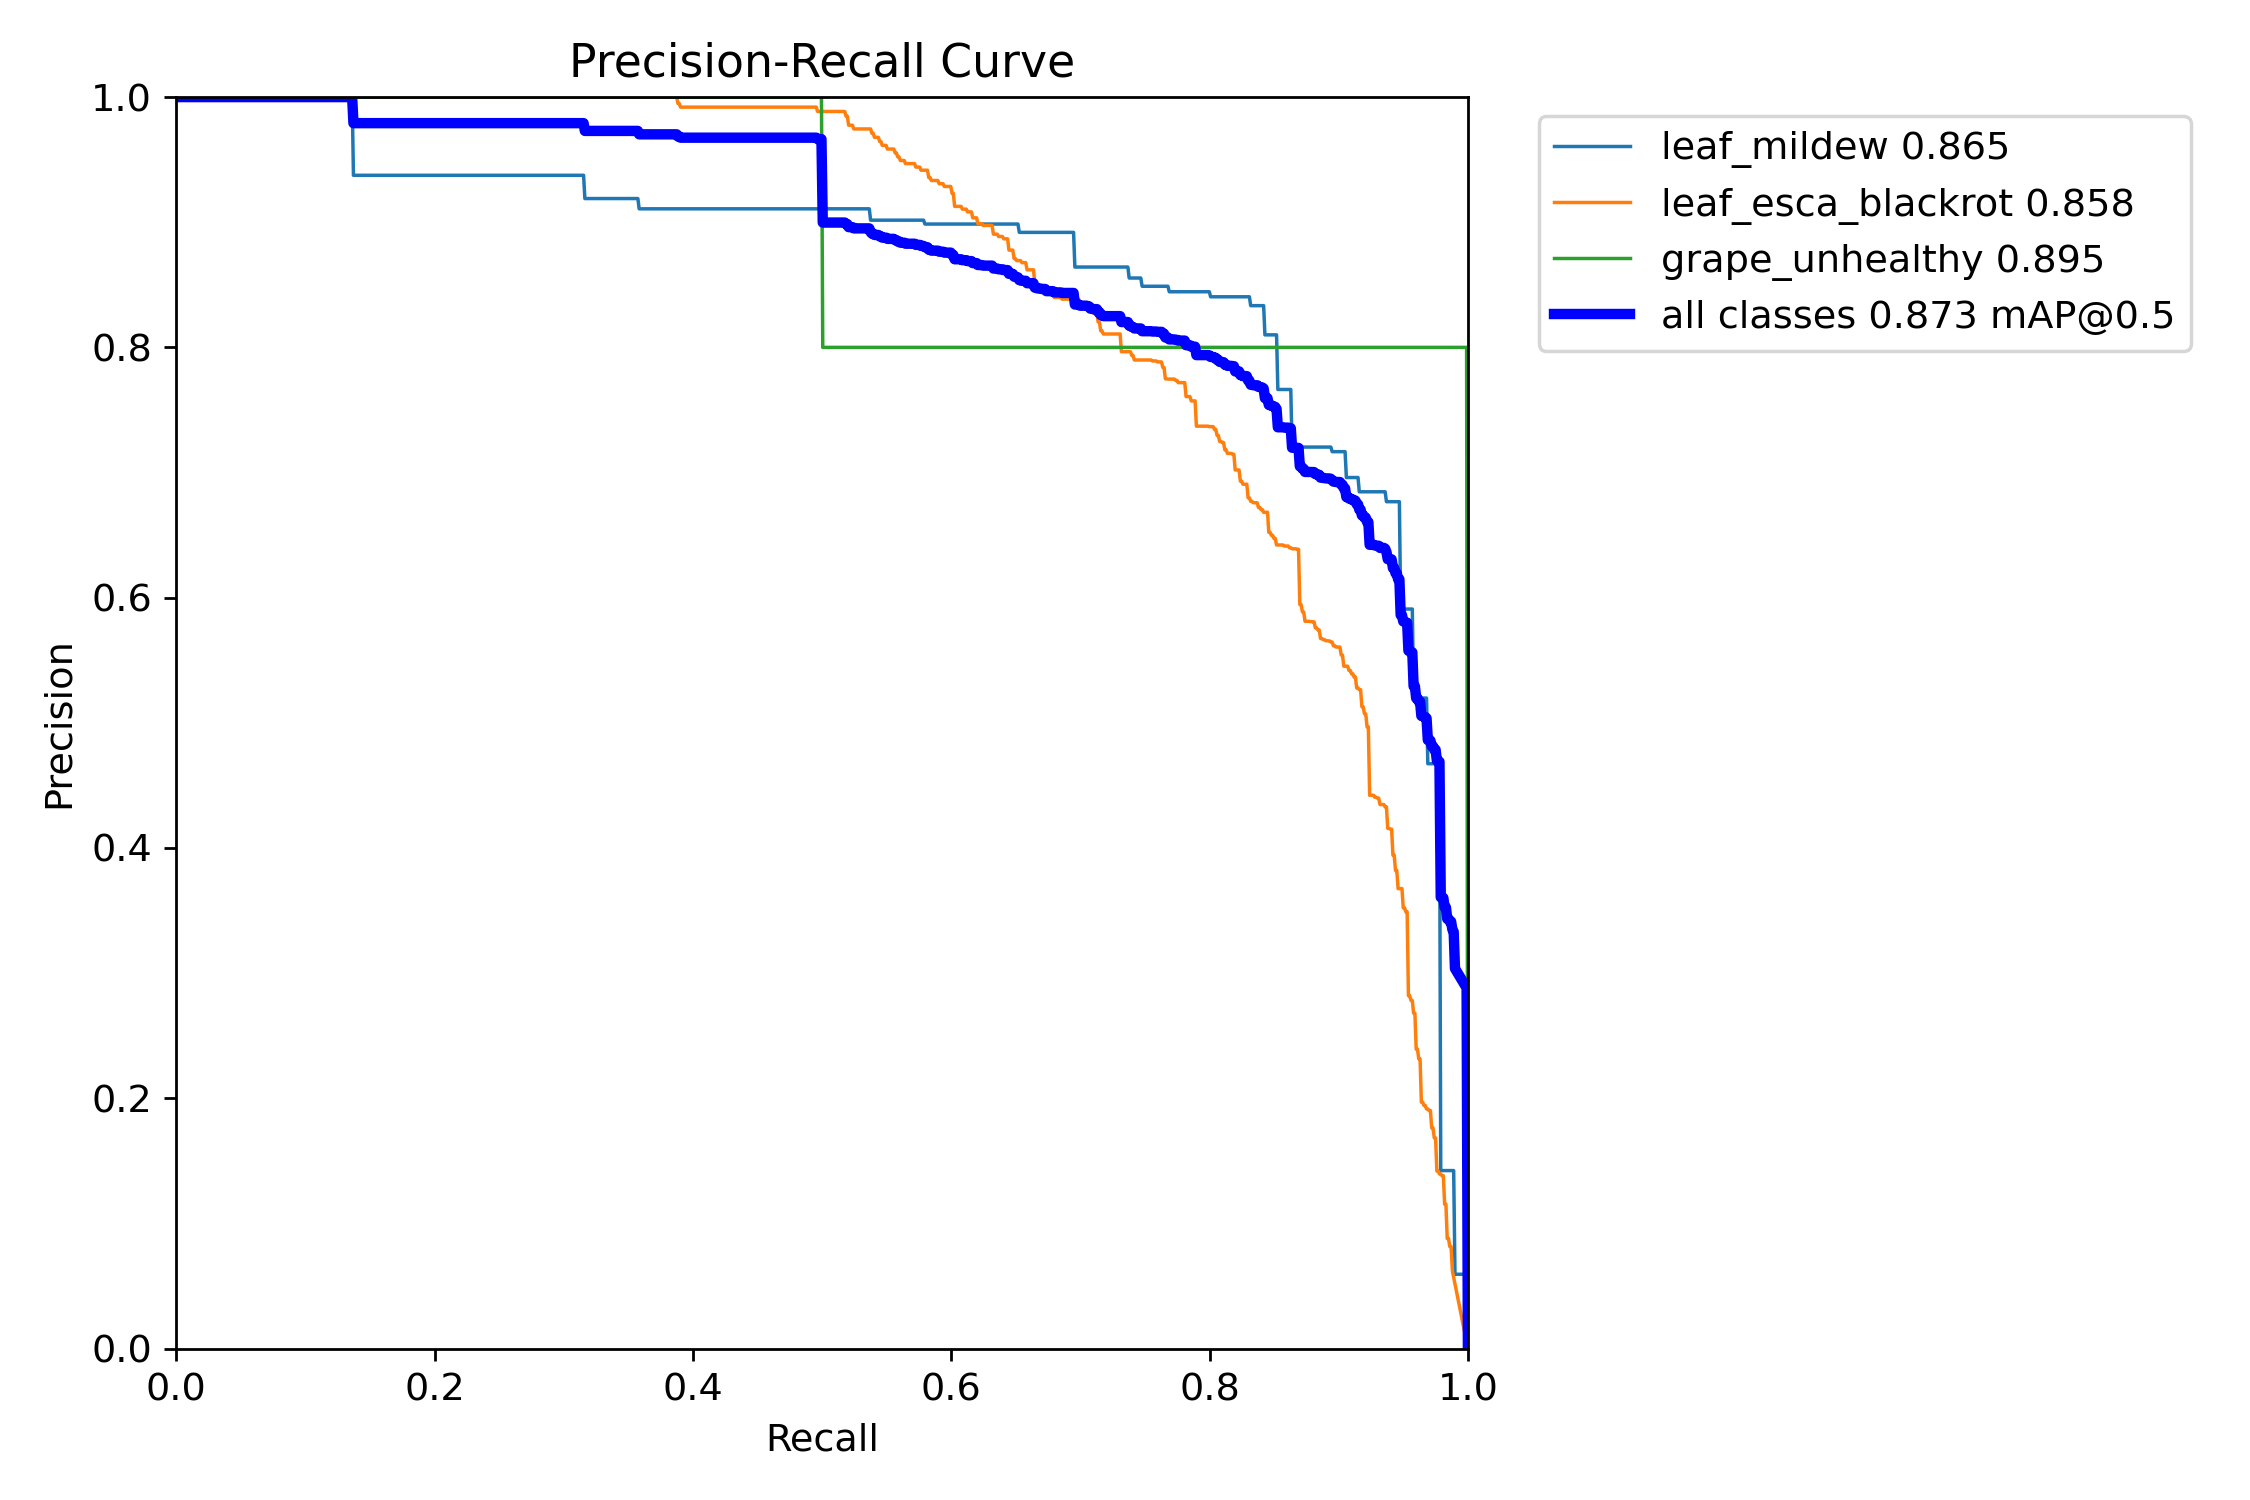 Precision-Recall Curve
leaf_mildew 0.865
leaf_esca_blackrot 0.858
grape_unhealthy 0.895
all classes 0.873 mAP@0.5
Precision
1.0
0.8
0.6
0.4
0.2
0.0
0.0 0.2 0.4 0.6 0.8 1.0
Recall